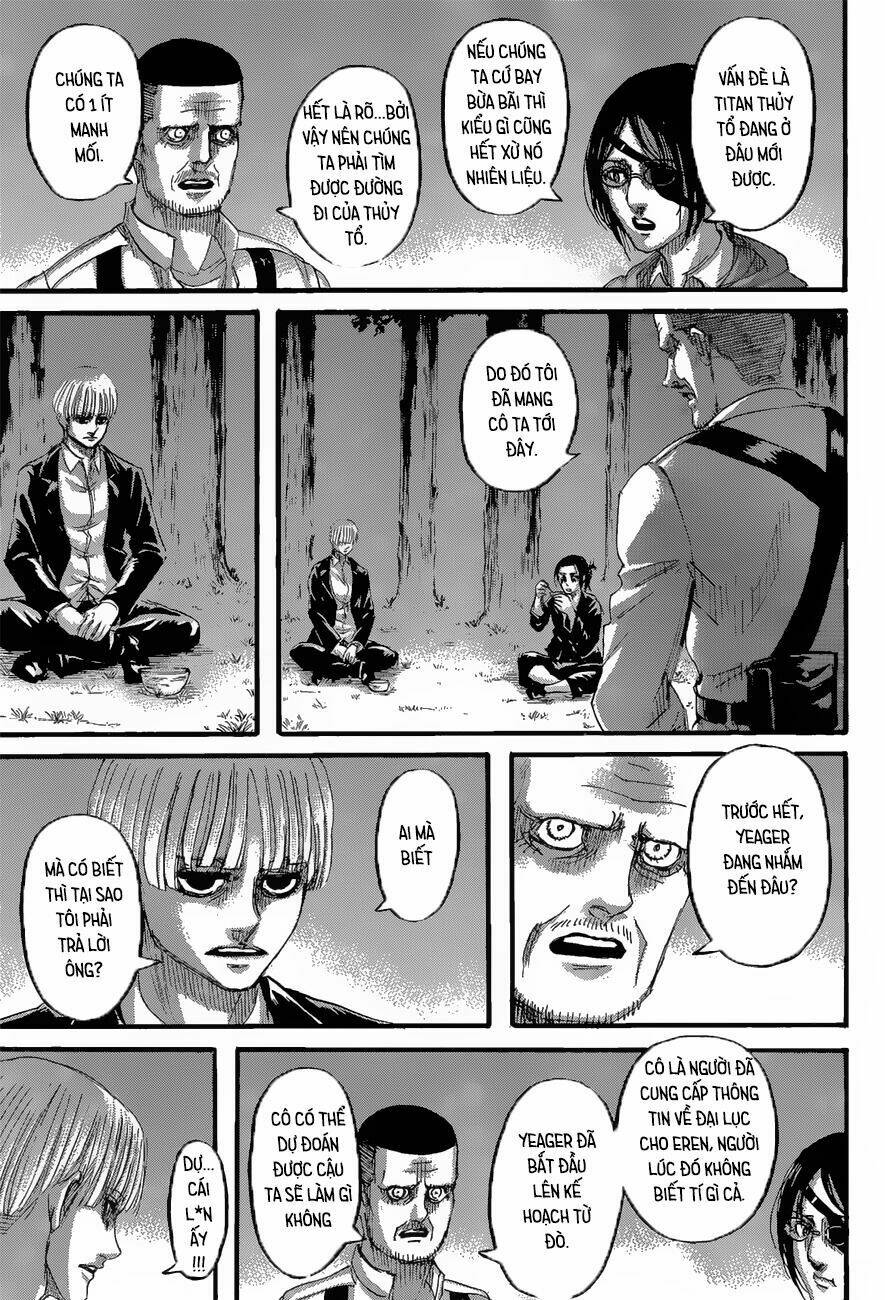 VẤN ĐỀ LÀ
TITAN THỦY
TỔ ĐANG Ở
ĐÂU MỚI
ĐƯỢC.
NẾU CHÚNG
TA CỨ BAY
BỪA BÃI THÌ
KIỂU GÌ CŨNG
HẾT XỪ NÓ
NHIÊN LIỆU.
HẾT LÀ RÕ...BỞI
VẬY NÊN CHÚNG
TA PHẢI TÌM
ĐƯỢC ĐƯỜNG
ĐI CỦA THỦY
TỔ.
CHÚNG TA
CÓ 1 ÍT
MANH
MỐI.
DO ĐÓ TÔI
ĐÃ MANG
CÔ TA TỚI
ĐÂY.
TRƯỚC HẾT,
YEAGER
ĐANG NHẮM
ĐẾN ĐÂU?
AI MÀ
BIẾT
MÀ CÓ BIẾT
THÌ TẠI SAO
TÔI PHẢI
TRẢ LỜI
ÔNG?
CÔ LÀ NGƯỜI ĐÃ
CUNG CẤP THÔNG
TIN VỀ ĐẠI LỤC
CHO EREN, NGƯỜI
LÚC ĐÓ KHÔNG
BIẾT TÍ GÌ CẢ.
YEAGER ĐÃ
BẮT ĐẦU
LÊN KẾ
HOẠCH TỪ
ĐÒ.
CÔ CÓ THỂ
DỰ ĐOÁN
ĐƯỢC CẬU
TA SẼ LÀM GÌ
KHÔNG
DỰ...
CÁI
L*N
ẤY
!!!